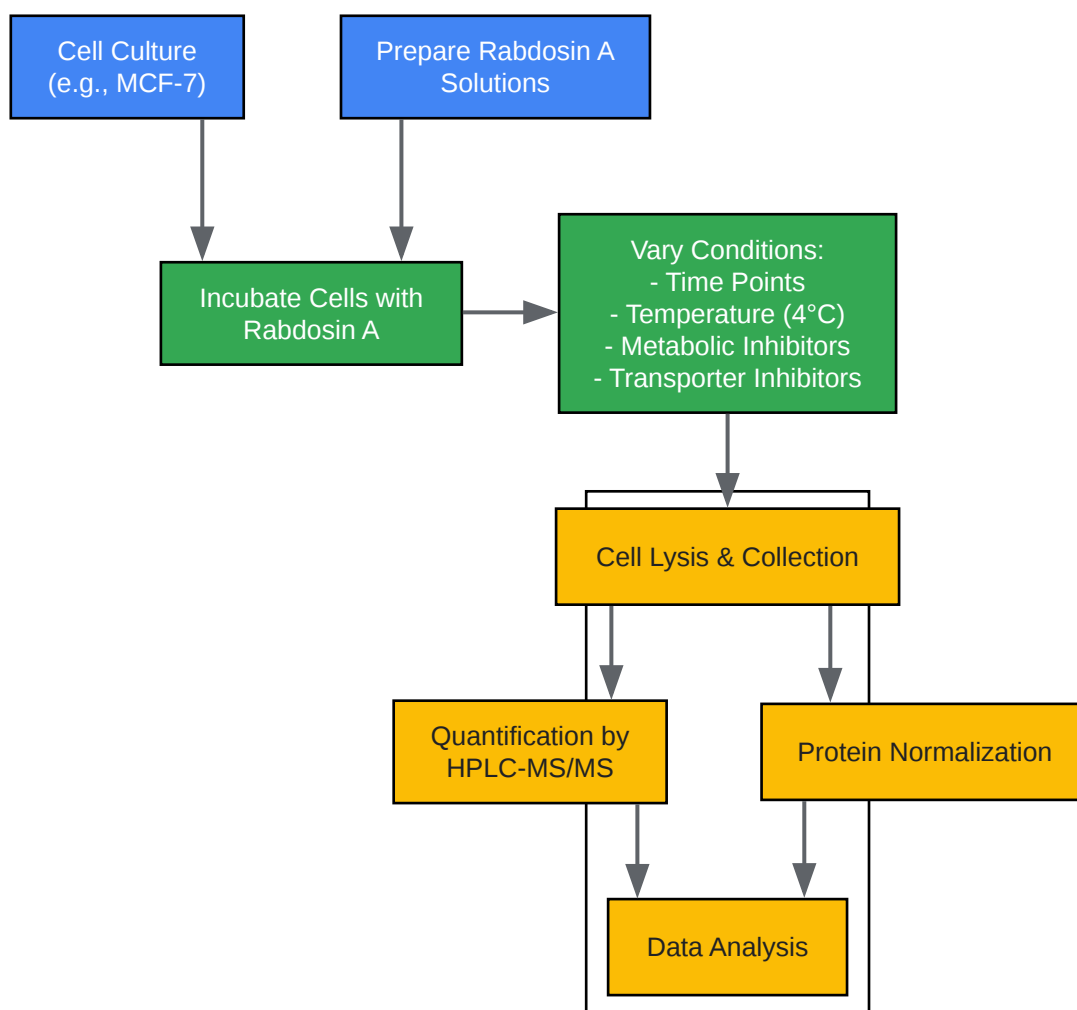 Cell Culture
(e.g., MCF-7)
Prepare Rabdosin A
Solutions
Incubate Cells with
Rabdosin A
Vary Conditions:
- Time Points
- Temperature (4°C)
- Metabolic Inhibitors
- Transporter Inhibitors
Cell Lysis & Collection
Quantification by
HPLC-MS/MS
Protein Normalization
Data Analysis